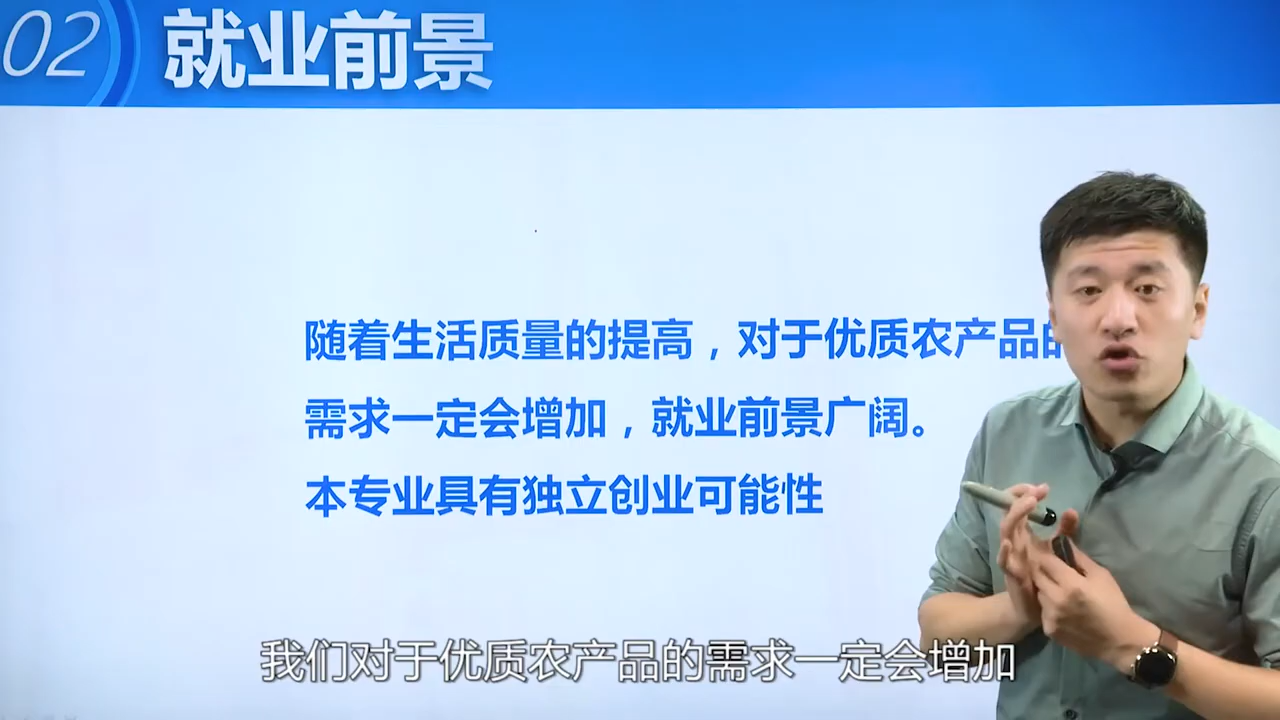 02
就业前景
随着生活质量的提高，对于优质农产品的
需求一定会增加，就业前景广阔。
本专业具有独立创业可能性
我们对于优质农产品的需求一定会增加